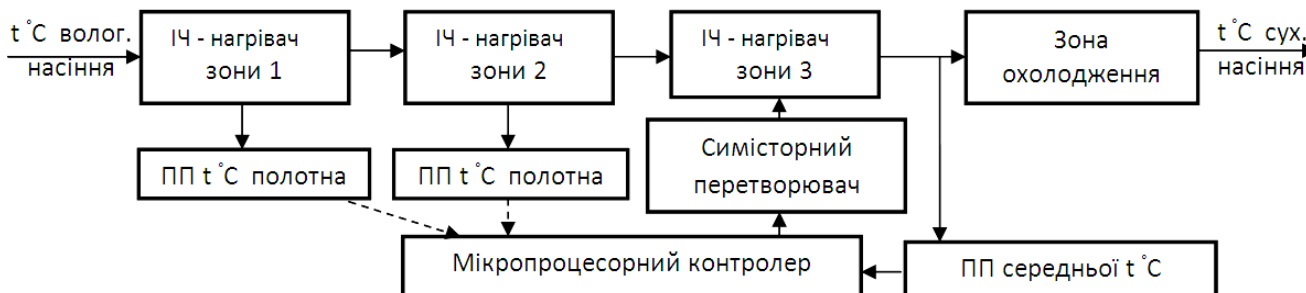 t °C волог.
насіння
ІЧ - нагрівач
зони 1
ІЧ - нагрівач
зони 2
ІЧ - нагрівач
зони 3
Зона
охолодження
t °C сух.
насіння
ПП t °C полотна
ПП t °C полотна
Симісторний
перетворювач
Мікропроцесорний контролер
ПП середньої t °C